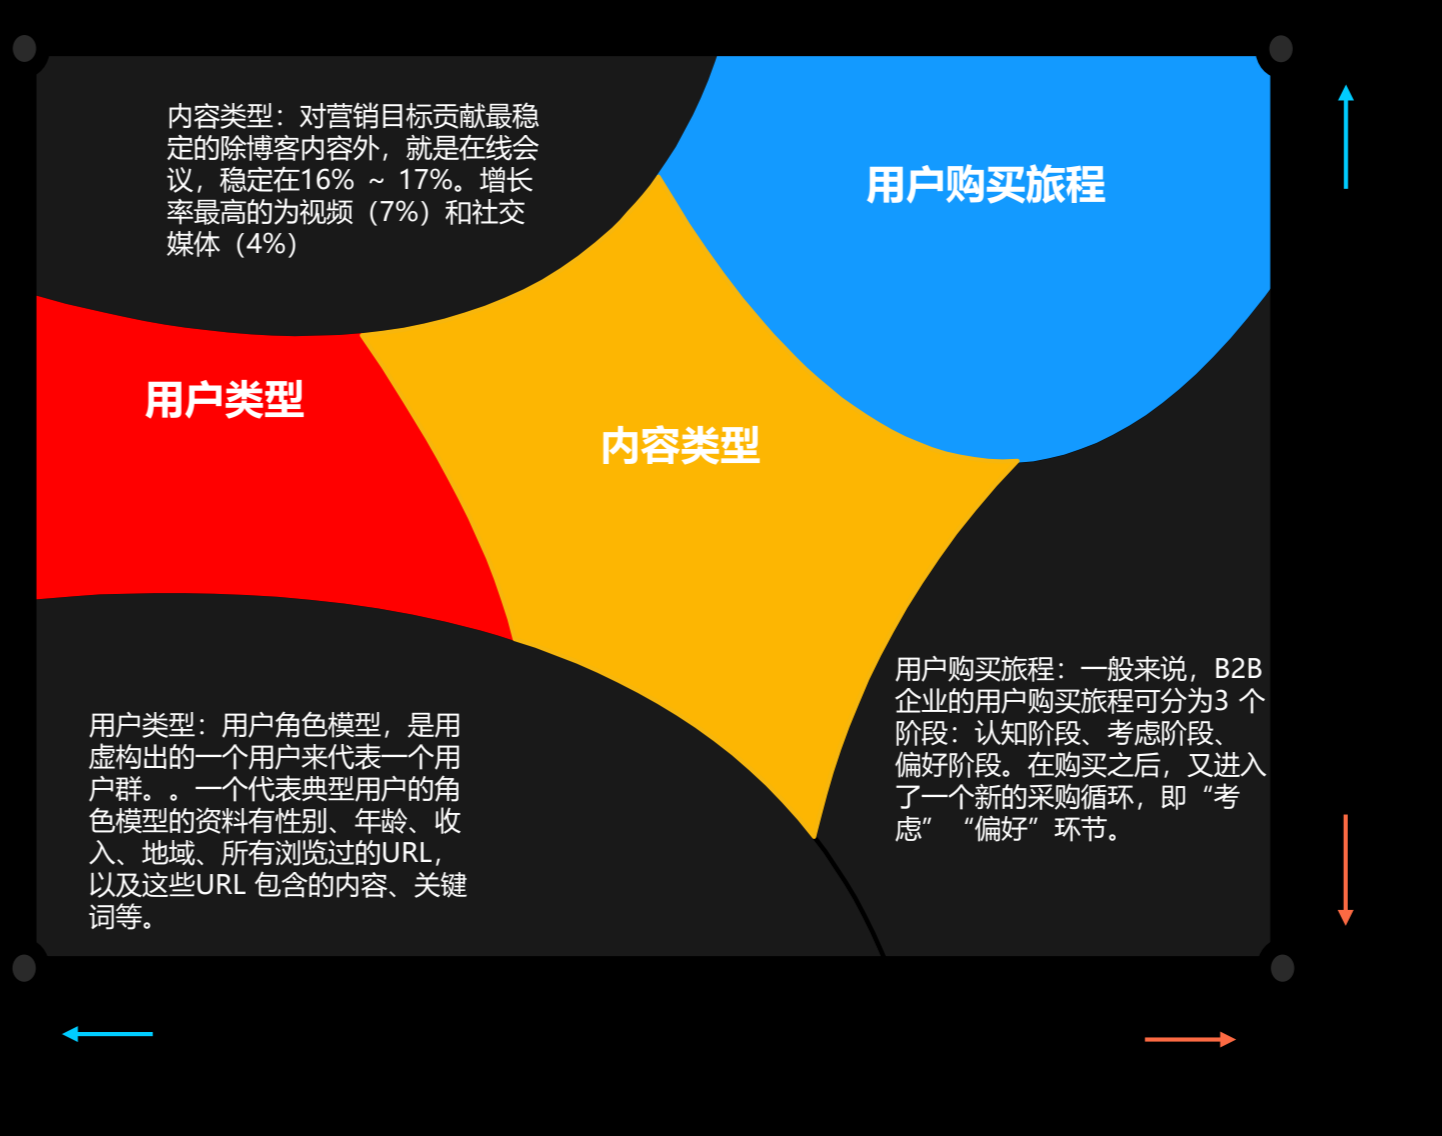 内容类型：对营销目标贡献最稳
定的除博客内容外，就是在线会
议，稳定在16% ~ 17%。增长
率最高的为视频（7%）和社交
媒体（4%）
用户购买旅程
用户类型
内容类型
用户购买旅程：一般来说，B2B
企业的用户购买旅程可分为3 个
阶段：认知阶段、考虑阶段、
偏好阶段。在购买之后，又进入
了一个新的采购循环，即“考
虑”“偏好”环节。
用户类型：用户角色模型，是用
虚构出的一个用户来代表一个用
户群。。一个代表典型用户的角
色模型的资料有性别、年龄、收
入、地域、所有浏览过的URL，
以及这些URL 包含的内容、关键
词等。